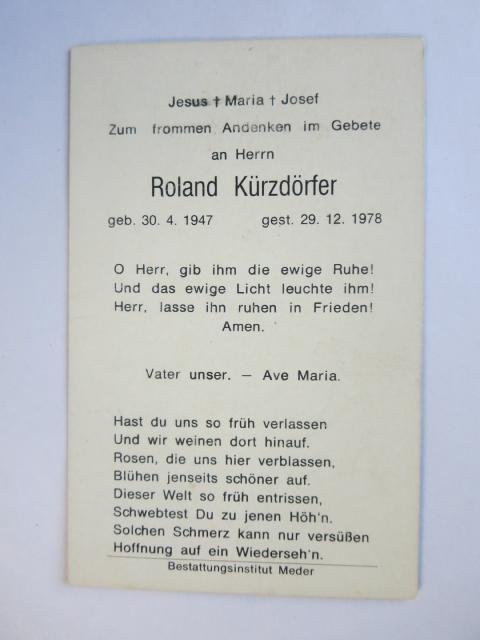 Jesus † Maria † Josef
Zum frommen Andenken im Gebete
an Herrn
Roland Kürzdörfer
geb. 30. 4. 1947 gest. 29. 12. 1978
O Herr, gib ihm die ewige Ruhe!
Und das ewige Licht leuchte ihm!
Herr, lasse ihn ruhen in Frieden!
Amen.
Vater unser. – Ave Maria.
Hast du uns so früh verlassen
Und wir weinen dort hinauf.
Rosen, die uns hier verblassen,
Blühen jenseits schöner auf.
Dieser Welt so früh entrissen,
Schwebtest Du zu jenen Höh'n.
Solchen Schmerz kann nur versüßen
Hoffnung auf ein Wiederseh'n.
Bestattungsinstitut Meder